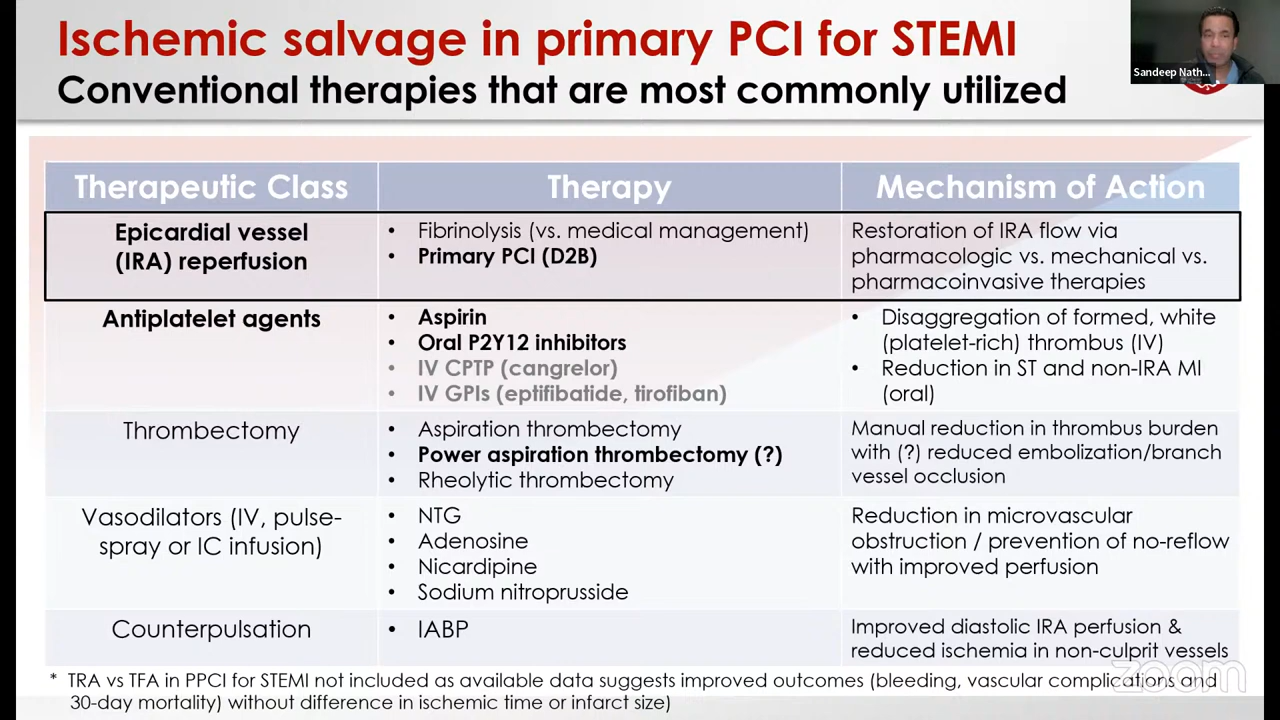 Ischemic salvage in primary PCI for STEMI
Conventional therapies that are most commonly utilized
Sandeep Nath...
Therapeutic Class
Therapy
Mechanism of Action
Epicardial vessel
(IRA) reperfusion
• Fibrinolysis (vs. medical management)
• Primary PCI (D2B)
Restoration of IRA flow via
pharmacologic vs. mechanical vs.
pharmacoinvasive therapies
Antiplatelet agents
• Aspirin
• Oral P2Y12 inhibitors
• IV CPTP (cangrelor)
• IV GPIs (eptifibatide, tirofiban)
• Disaggregation of formed, white
(platelet-rich) thrombus (IV)
• Reduction in ST and non-IRA MI
(oral)
Thrombectomy
• Aspiration thrombectomy
• Power aspiration thrombectomy (?)
• Rheolytic thrombectomy
Manual reduction in thrombus burden
with (?) reduced embolization/branch
vessel occlusion
Vasodilators (IV, pulse-
spray or IC infusion)
• NTG
• Adenosine
• Nicardipine
• Sodium nitroprusside
Reduction in microvascular
obstruction / prevention of no-reflow
with improved perfusion
Counterpulsation
• IABP
Improved diastolic IRA perfusion &
reduced ischemia in non-culprit vessels
* TRA vs TFA in PPCI for STEMI not included as available data suggests improved outcomes (bleeding, vascular complications and
30-day mortality) without difference in ischemic time or infarct size)
zoom